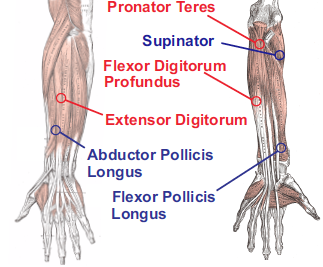 Pronator Teres
Supinator
Flexor Digitorum
Profundus
Extensor Digitorum
Abductor Pollicis
Longus
Flexor Pollicis
Longus